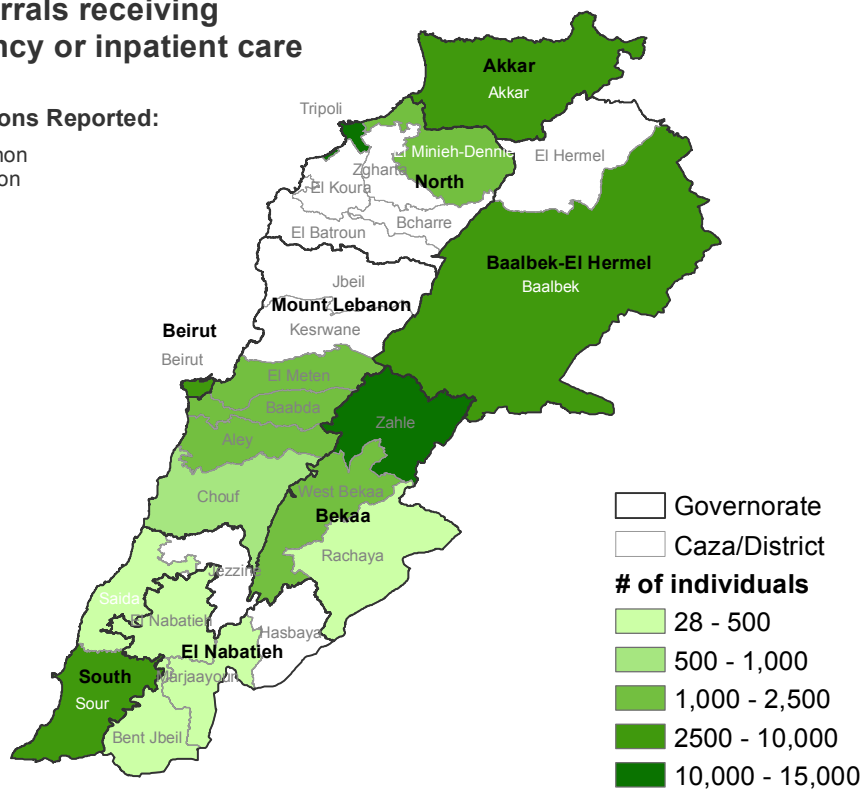 rrals receiving
ncy or inpatient care
ons Reported:
non
on
Akkar
Akkar
Tripoli
Minieh-Dennie
El Hermel
Zgharta
North
El Koura
Bcharre
El Batroun
Baalbek-El Hermel
Baalbek
Jbeil
Mount Lebanon
Kesrwane
Beirut
Beirut
El Meten
Baabda
Aley
Zahle
Chouf
West Bekaa
Bekaa
Rachaya
Jezzine
Saida
El Nabatieh
Hasbaya
El Nabatieh
Marjaayoun
South
Sour
Bent Jbeil
Governorate
Caza/District
# of individuals
28 - 500
500 - 1,000
1,000 - 2,500
2500 - 10,000
10,000 - 15,000